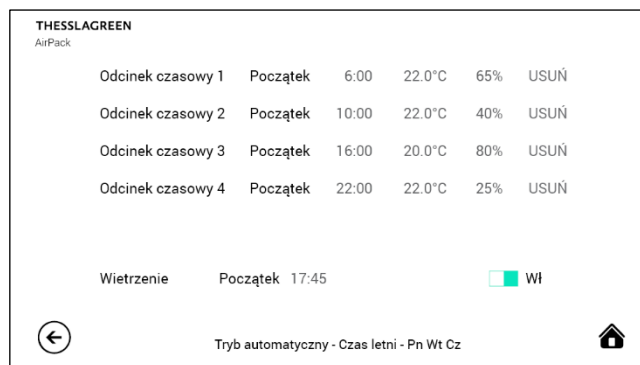 THESSLAGREEN
AirPack
Odcinek czasowy 1 Początek 6:00 22.0°C 65% USUŃ
Odcinek czasowy 2 Początek 10:00 22.0°C 40% USUŃ
Odcinek czasowy 3 Początek 16:00 20.0°C 80% USUŃ
Odcinek czasowy 4 Początek 22:00 22.0°C 25% USUŃ
Wietrzenie Początek 17:45 Wł
Tryb automatyczny - Czas letni - Pn Wt Cz